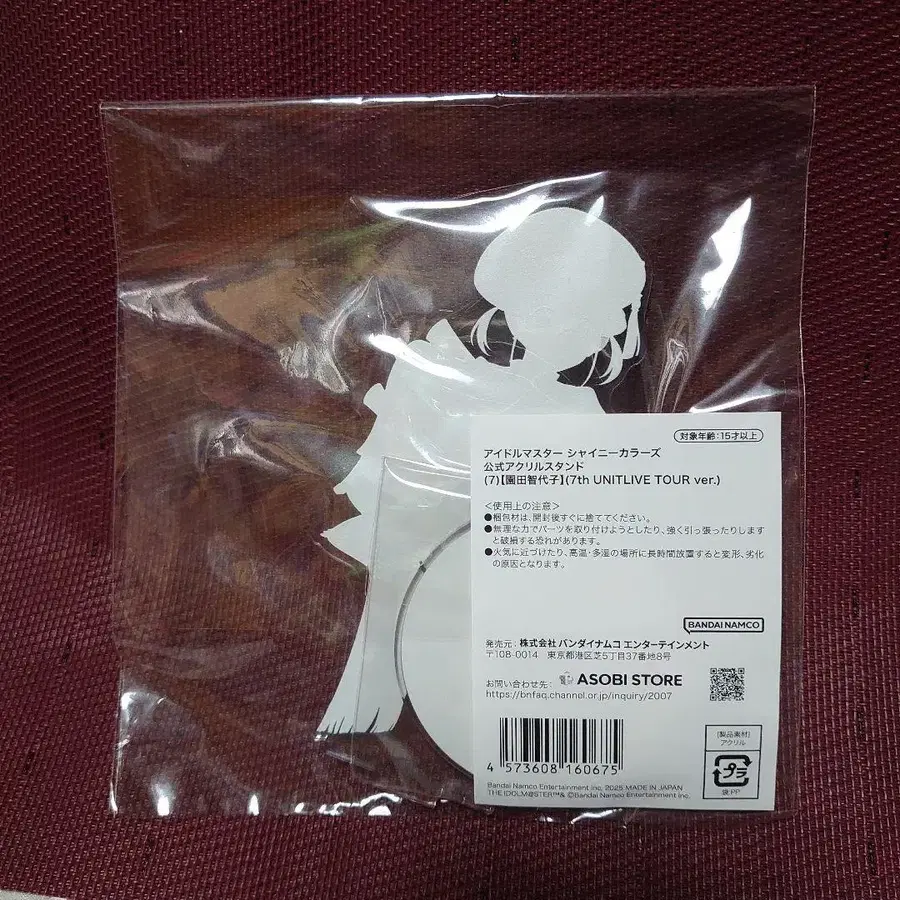 対象年齢:15才以上
アイドルマスター シャイニーカラーズ
公式アクリルスタンド
(7)【園田智代子】(7th UNITLIVE TOUR ver.)
＜使用上の注意＞
●梱包材は、開封後すぐに捨ててください。
●無理な力でパーツを取り付けようとしたり、強く引っ張ったりします
と破損する恐れがあります。
●火気に近づけたり、高温・多湿の場所に長時間放置すると変形、劣化
の原因となります。
BANDAI NAMCO
発売元: 株式会社 バンダイナムコ エンターテインメント
〒108-0014 東京都港区芝5丁目37番地8号
お問い合わせ先: ASOBI STORE
https://bnfaq.channel.or.jp/inquiry/2007
[製品素材]
アクリル
プラ
袋:PP
4 573608 160675
Bandai Namco Entertainment Inc. 2025 MADE IN JAPAN
THE IDOLM@STER™& ©Bandai Namco Entertainment Inc.